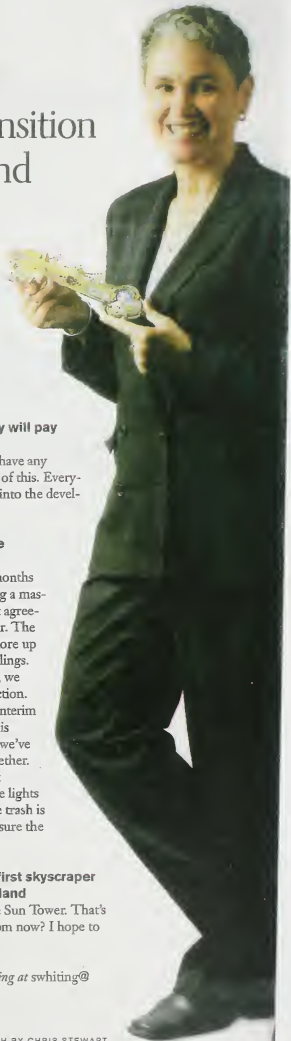 nsition
nd
y will pay
have any
of this. Every-
into the devel-
e
nonths
g a mas-
t agree-
r. The
ore up
lings.
, we
ction.
nterim
is
we've
ether.
e lights
e trash is
sure the
first skyscraper
land
e Sun Tower. That's
om now? I hope to
ing at swhiting@
H BY CHRIS STEWART